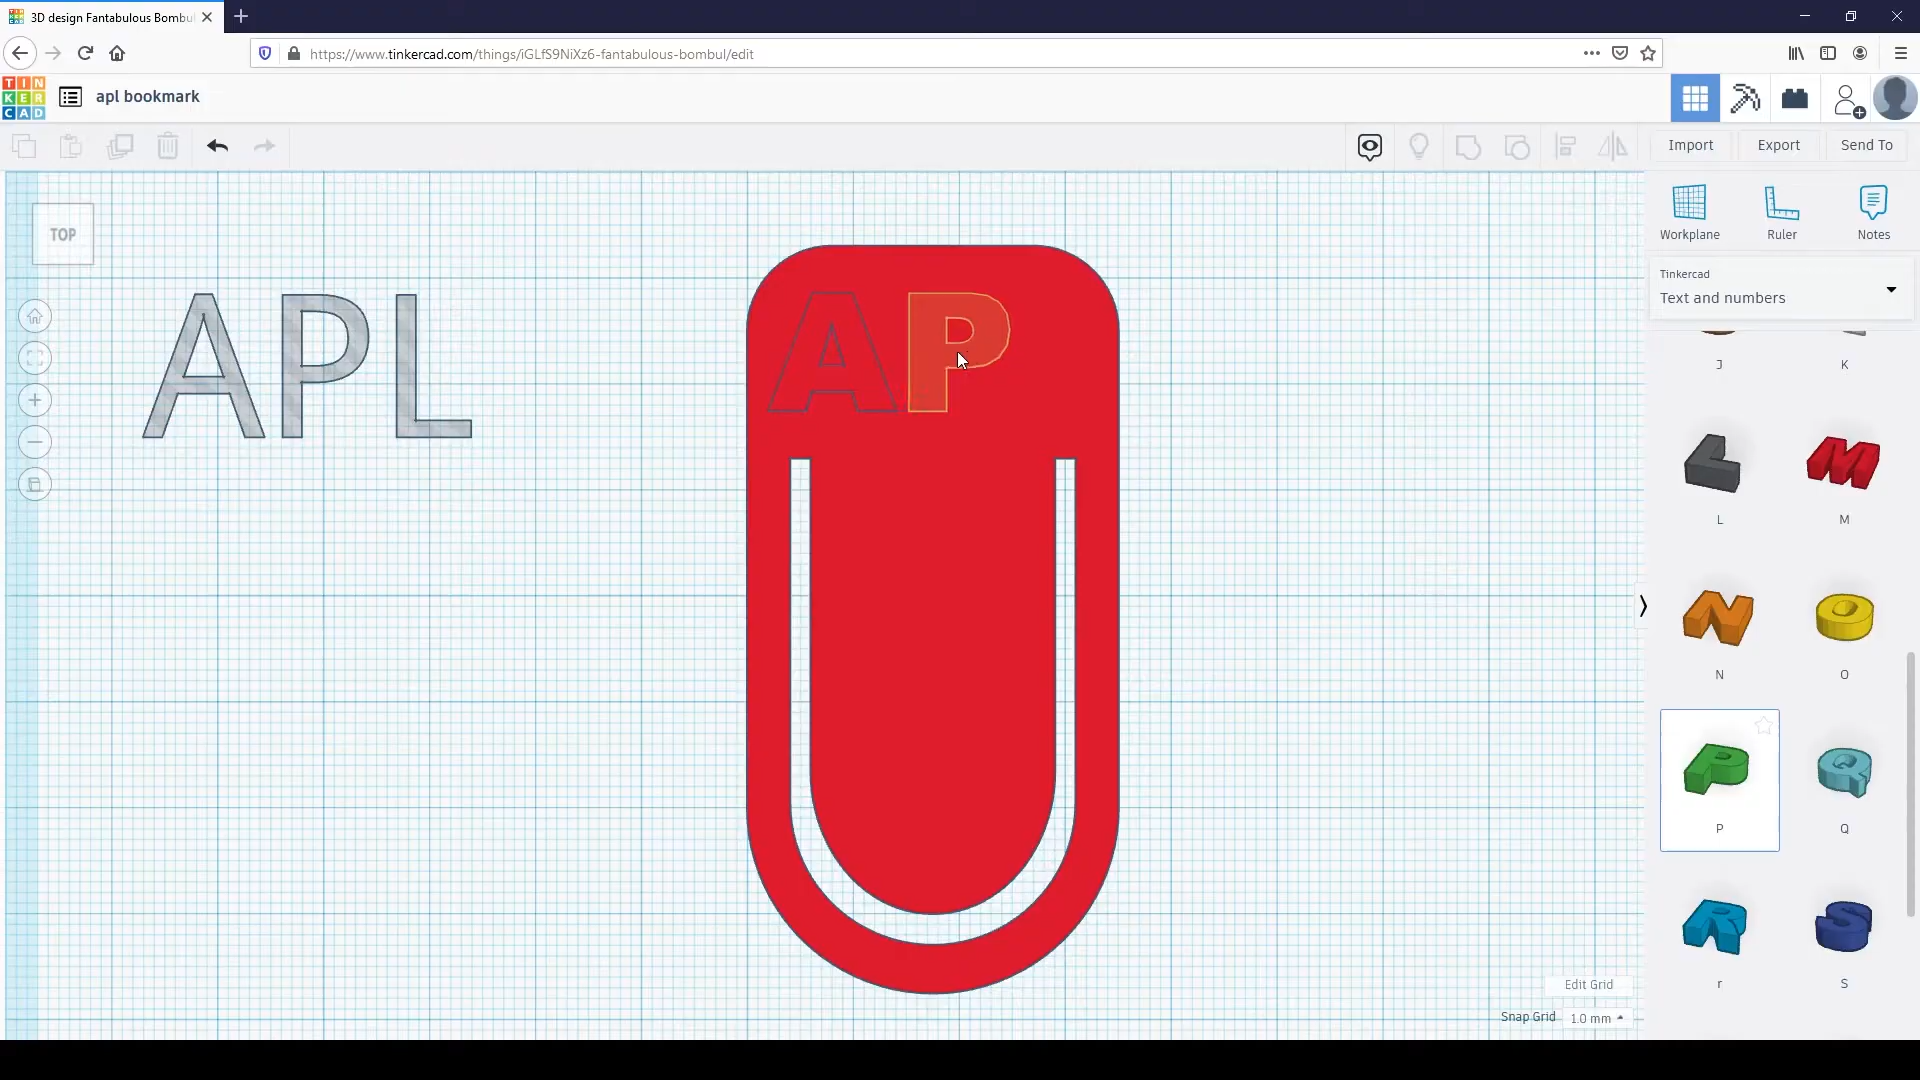 3D design Fantabulous Bombul
https://www.tinkercad.com/things/iGLfS9NiXz6-fantabulous-bombul/edit
TIN
KER
CAD
apl bookmark
Import
Export
Send To
TOP
Workplane
Ruler
Notes
Tinkercad
Text and numbers
APL
AP
J
K
L
M
N
O
P
Q
r
S
Edit Grid
Snap Grid
1.0 mm